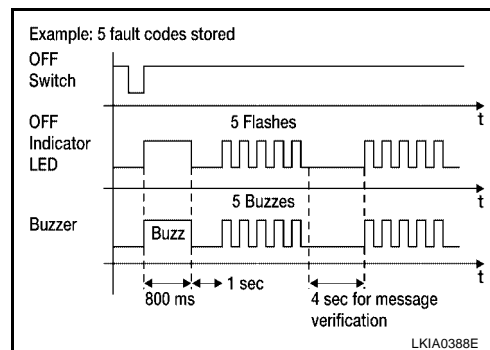 Example: 5 fault codes stored
OFF
Switch
t
OFF
Indicator
LED
5 Flashes
t
5 Buzzes
Buzzer
Buzz
t
800 ms
1 sec
4 sec for message
verification
LKIA0388E